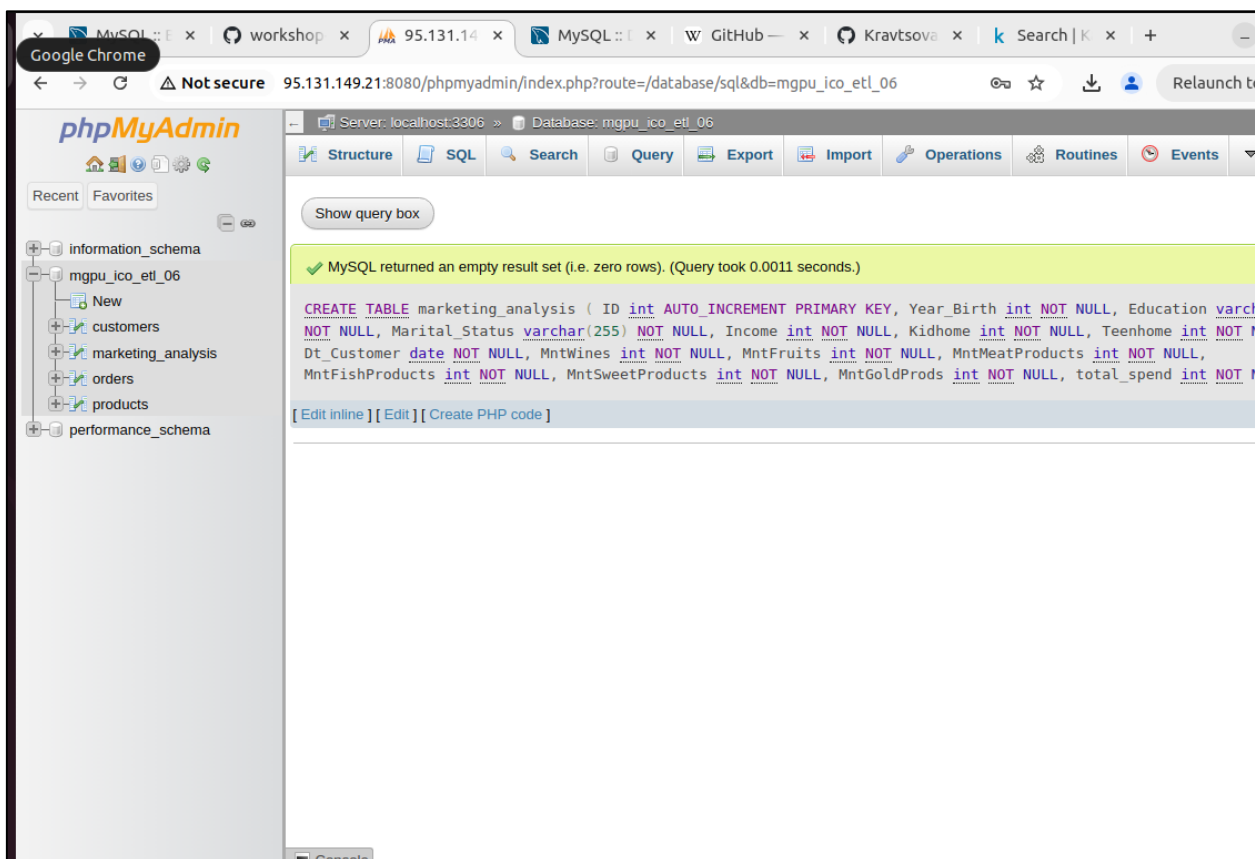 MySQL :: E
workshop
95.131.14
MySQL :: D
GitHub —
Kravtsova
Search | K
Google Chrome
Not secure 95.131.149.21:8080/phpmyadmin/index.php?route=/database/sql&db=mgpu_ico_etl_06
Relaunch to
phpMyAdmin
Server: localhost:3306 » Database: mgpu_ico_etl_06
Structure SQL Search Query Export Import Operations Routines Events
Recent Favorites
information_schema
mgpu_ico_etl_06
New
customers
marketing_analysis
orders
products
performance_schema
Show query box
MySQL returned an empty result set (i.e. zero rows). (Query took 0.0011 seconds.)
CREATE TABLE marketing_analysis ( ID int AUTO_INCREMENT PRIMARY KEY, Year_Birth int NOT NULL, Education varch
NOT NULL, Marital_Status varchar(255) NOT NULL, Income int NOT NULL, Kidhome int NOT NULL, Teenhome int NOT N
Dt_Customer date NOT NULL, MntWines int NOT NULL, MntFruits int NOT NULL, MntMeatProducts int NOT NULL,
MntFishProducts int NOT NULL, MntSweetProducts int NOT NULL, MntGoldProds int NOT NULL, total_spend int NOT N
[ Edit inline ] [ Edit ] [ Create PHP code ]
Console